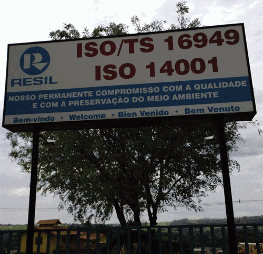 ISO/TS 16949
ISO 14001
R
RESIL
NOSSO PERMANENTE COMPROMISSO COM A QUALIDADE
E COM A PRESERVAÇÃO DO MEIO AMBIENTE
Bem-vindo • Welcome • Bien Venido • Bem Venuto
RESIL